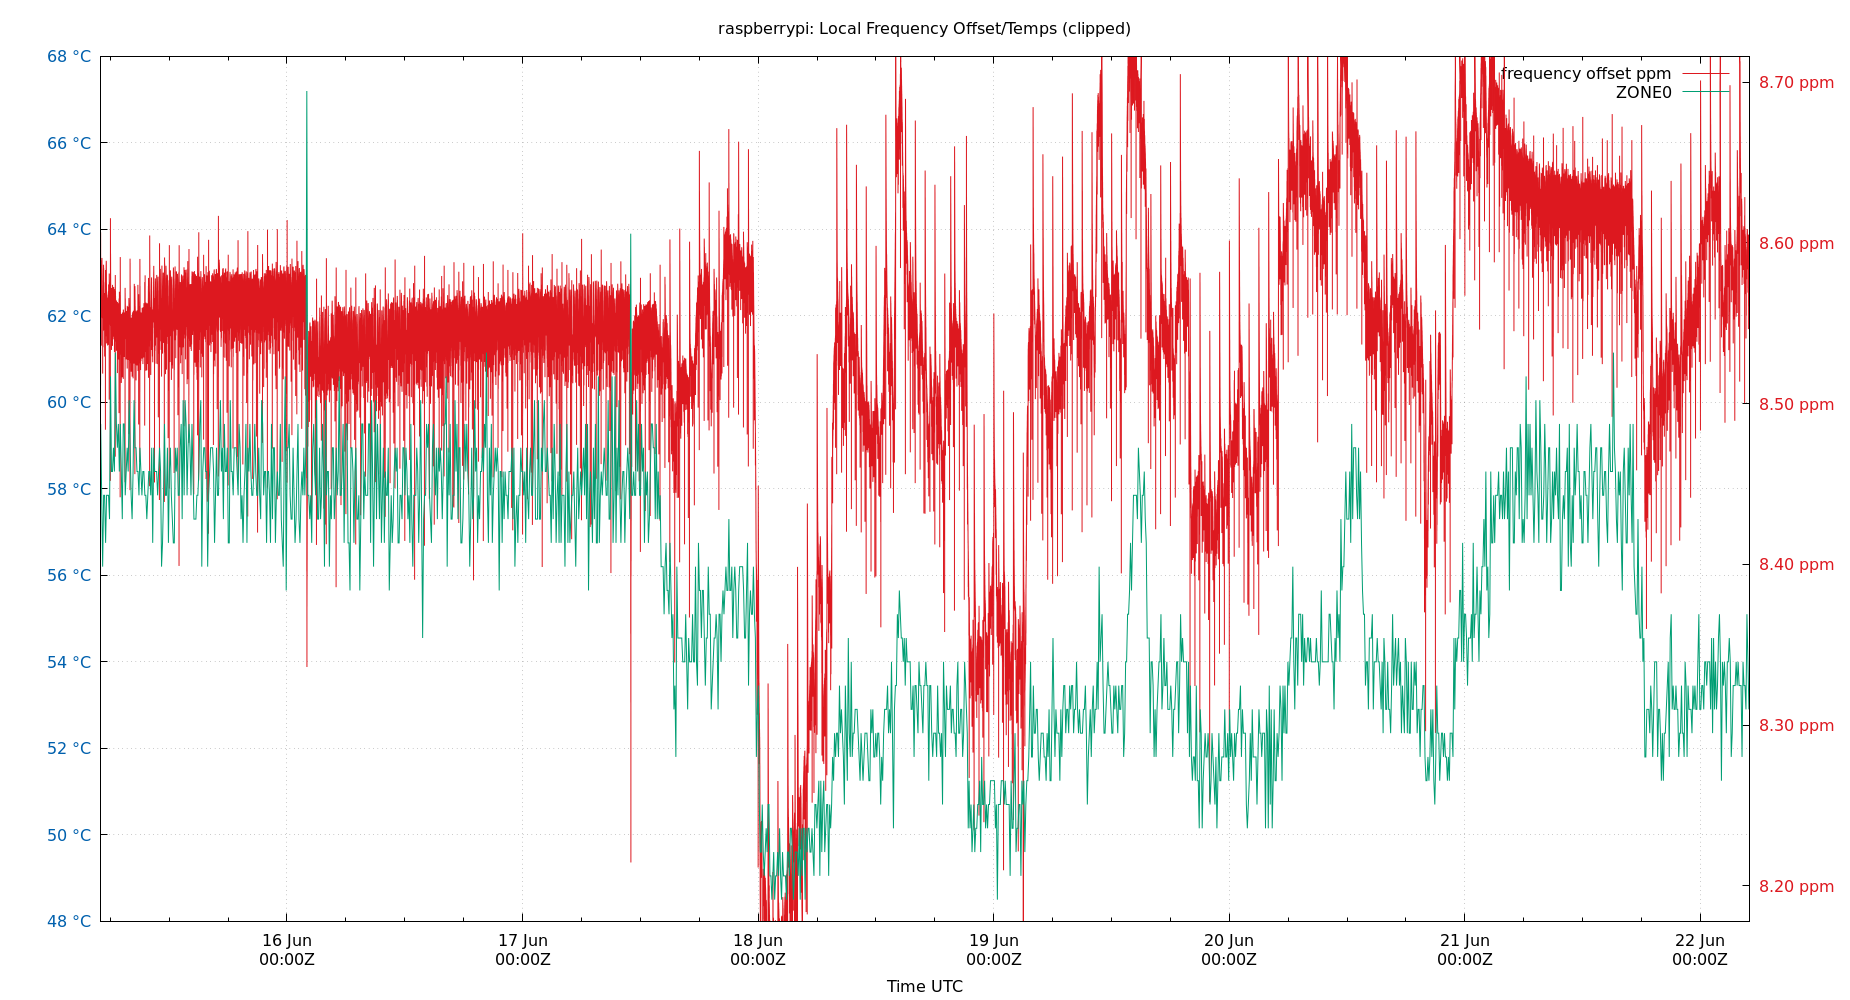 raspberrypi: Local Frequency Offset/Temps (clipped)
68 °C
66 °C
64 °C
62 °C
60 °C
58 °C
56 °C
54 °C
52 °C
50 °C
48 °C
frequency offset ppm
ZONE0
8.70 ppm
8.60 ppm
8.50 ppm
8.40 ppm
8.30 ppm
8.20 ppm
16 Jun
00:00Z
17 Jun
00:00Z
18 Jun
00:00Z
19 Jun
00:00Z
20 Jun
00:00Z
21 Jun
00:00Z
22 Jun
00:00Z
Time UTC